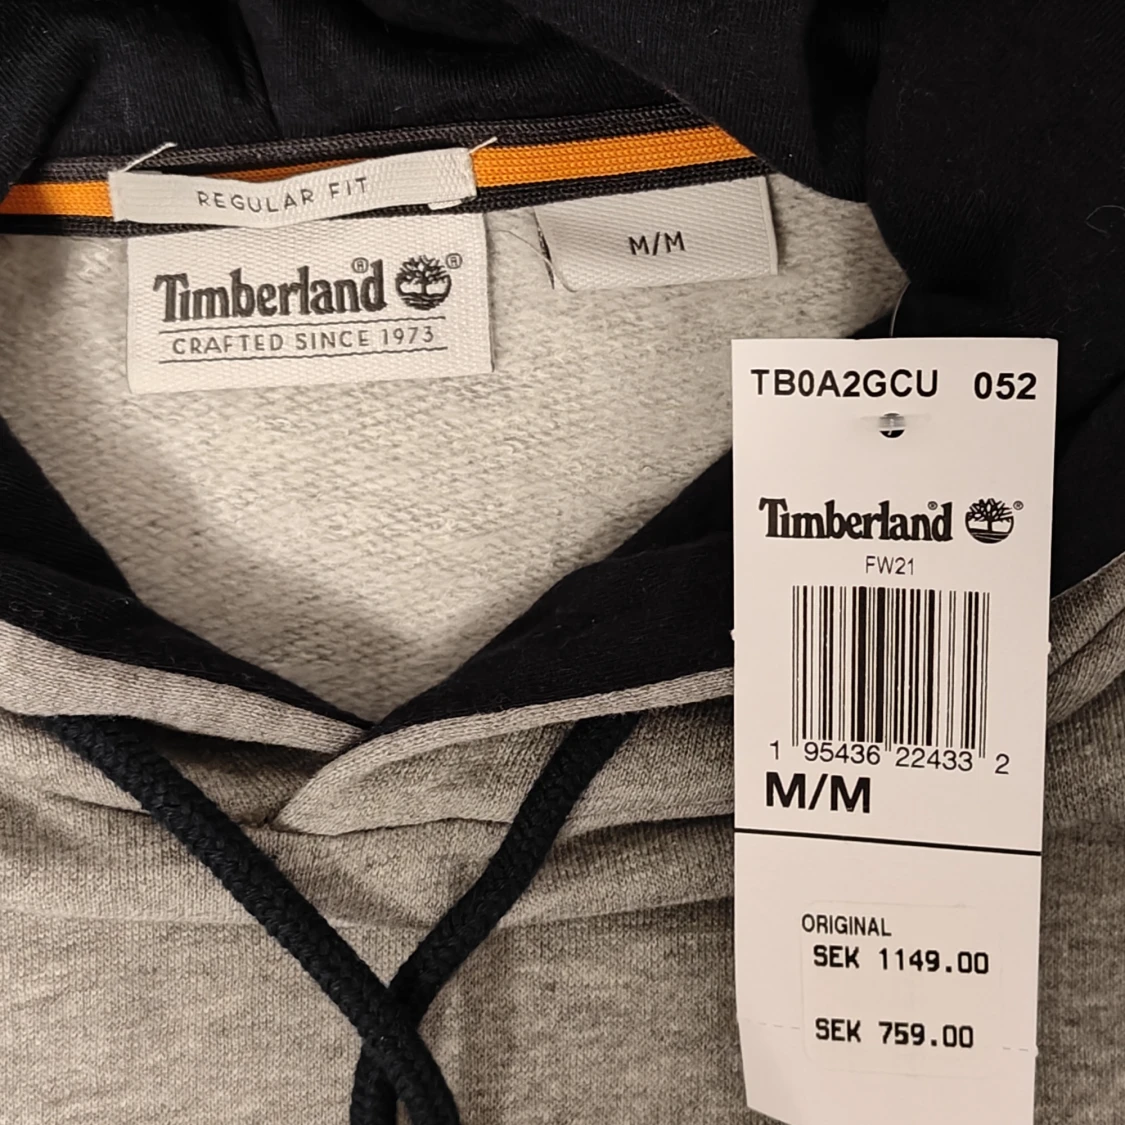 REGULAR FIT
Timberland®
®
CRAFTED SINCE 1973
M/M
TB0A2GCU 052
Timberland®
®
FW21
1 95436 22433 2
M/M
ORIGINAL
SEK 1149.00
SEK 759.00